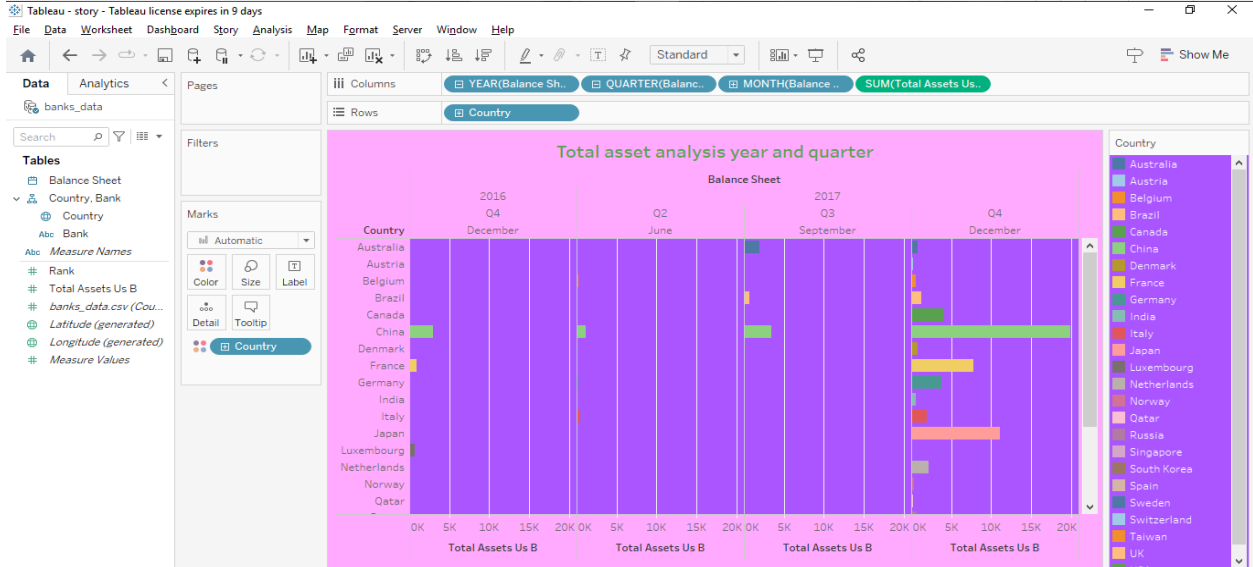 Tableau - story - Tableau license expires in 9 days
File Data Worksheet Dashboard Story Analysis Map Format Server Window Help
Standard
Show Me
Data Analytics
banks_data
Search
Tables
Balance Sheet
Country, Bank
Country
Abc Bank
Abc Measure Names
# Rank
# Total Assets Us B
# banks_data.csv (Cou...
Latitude (generated)
Longitude (generated)
# Measure Values
Pages
Filters
Marks
Automatic
Color Size Label
Detail Tooltip
Country
Columns YEAR(Balance Sh.. QUARTER(Balanc.. MONTH(Balance .. SUM(Total Assets Us..
Rows Country
Total asset analysis year and quarter
Balance Sheet
2016 2017
Q4 Q2 Q3 Q4
Country December June September December
Australia
Austria
Belgium
Brazil
Canada
China
Denmark
France
Germany
India
Italy
Japan
Luxembourg
Netherlands
Norway
Qatar
0K 5K 10K 15K 20K 0K 5K 10K 15K 20K 0K 5K 10K 15K 20K 0K 5K 10K 15K 20K
Total Assets Us B Total Assets Us B Total Assets Us B Total Assets Us B
Country
Australia
Austria
Belgium
Brazil
Canada
China
Denmark
France
Germany
India
Italy
Japan
Luxembourg
Netherlands
Norway
Qatar
Russia
Singapore
South Korea
Spain
Sweden
Switzerland
Taiwan
UK